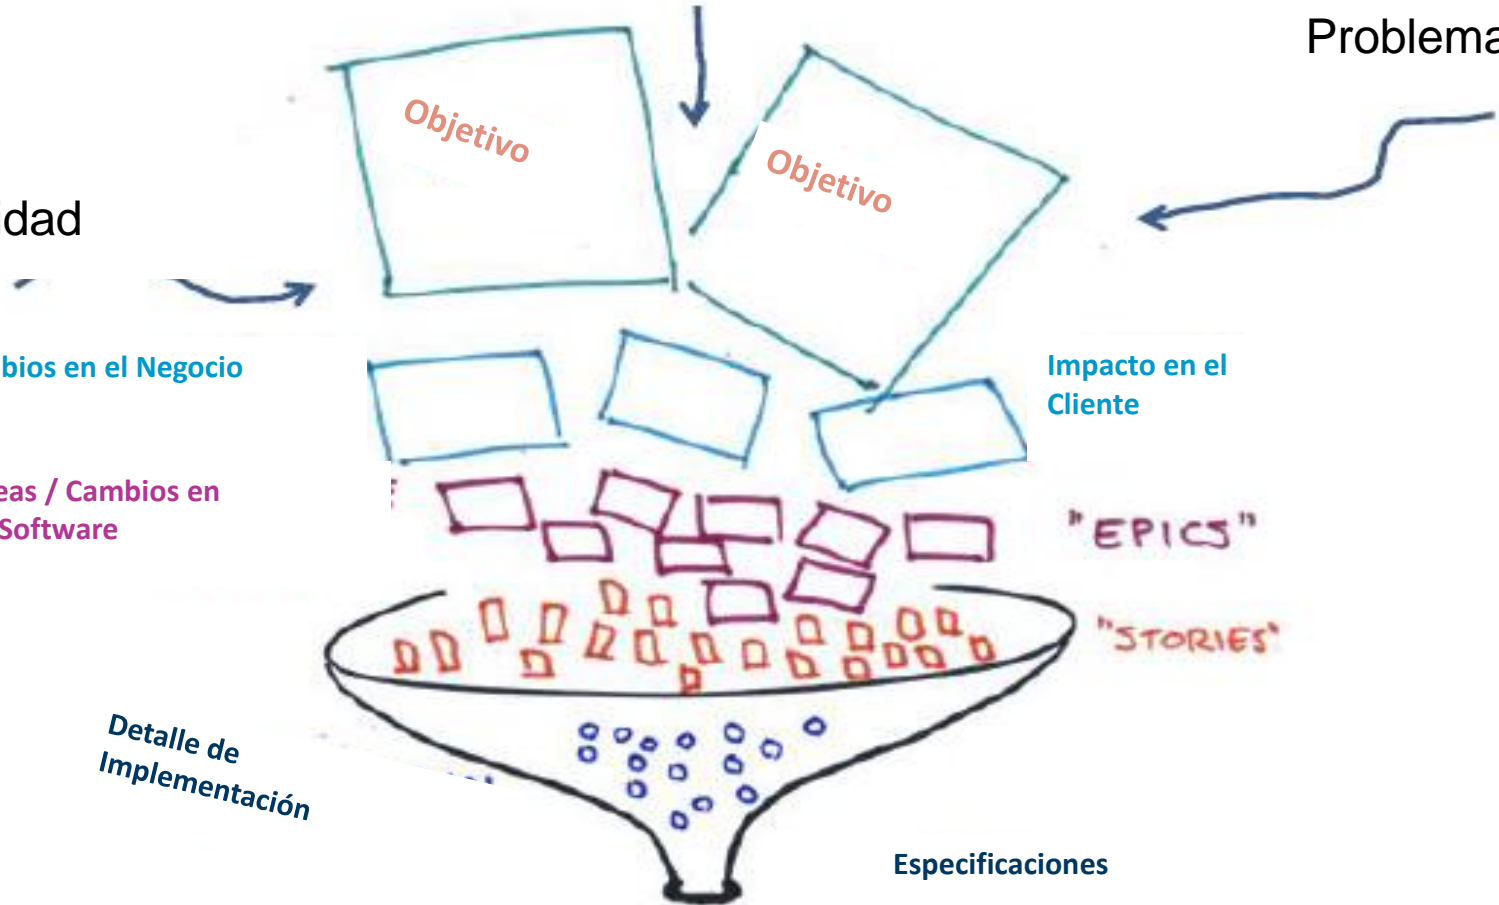 Problema
Objetivo
Objetivo
idad
bios en el Negocio
Impacto en el
Cliente
eas / Cambios en
Software
"EPICS"
"STORIES"
Detalle de
Implementación
Especificaciones